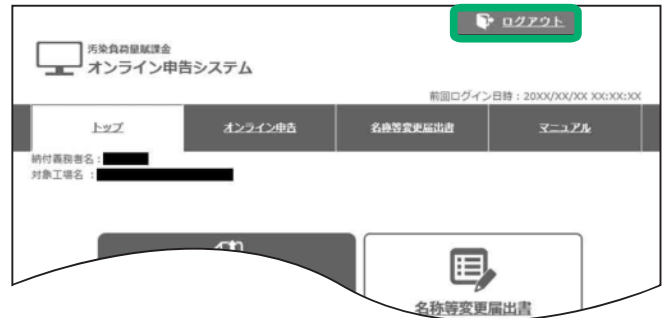 ログアウト
汚染負荷量賦課金
オンライン申告システム
前回ログイン日時：20XX/XX/XX XX:XX:XX
トップ オンライン申告 名称等変更届出書 マニュアル
納付義務者名：
対象工場名 ：
名称等変更届出書